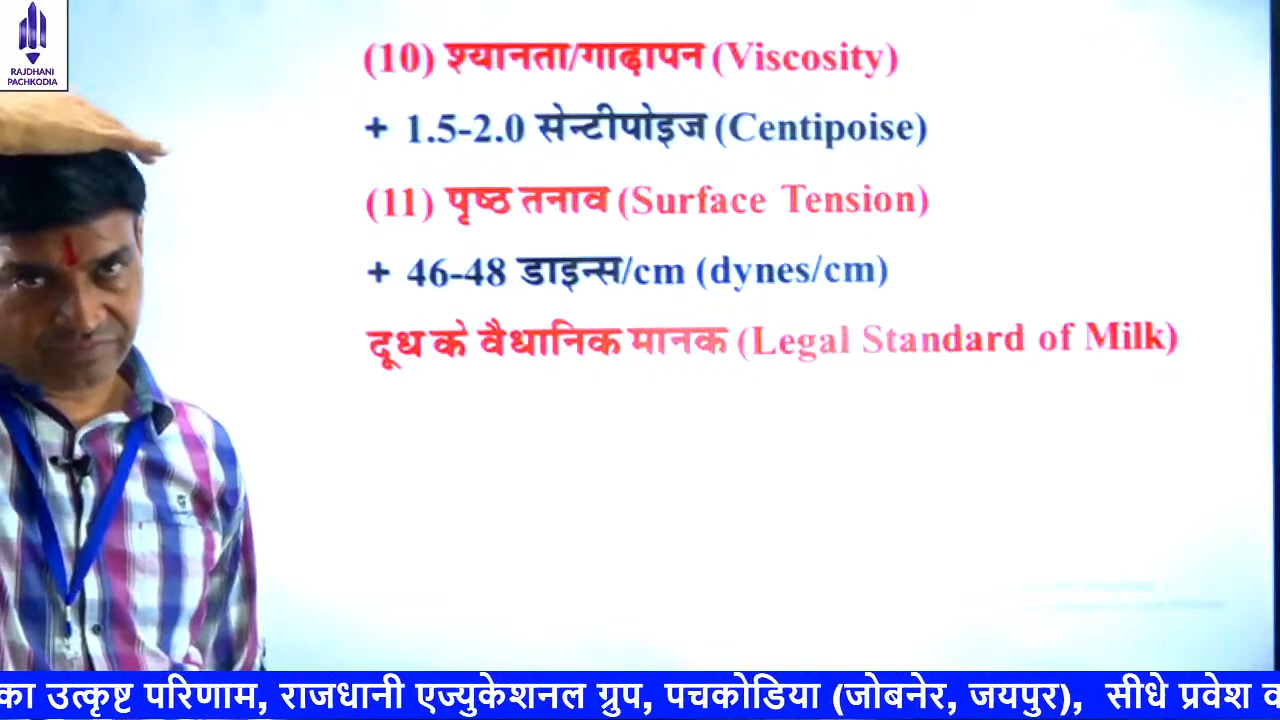 RAJDHANI
PACHKODIA
(10) श्यानता/गाढ़ापन (Viscosity)
+ 1.5-2.0 सेन्टीपोइज (Centipoise)
(11) पृष्ठ तनाव (Surface Tension)
+ 46-48 डाइन्स/cm (dynes/cm)
दूध के वैधानिक मानक (Legal Standard of Milk)
का उत्कृष्ट परिणाम, राजधानी एज्युकेशनल ग्रुप, पचकोडिया (जोबनेर, जयपुर), सीधे प्रवेश